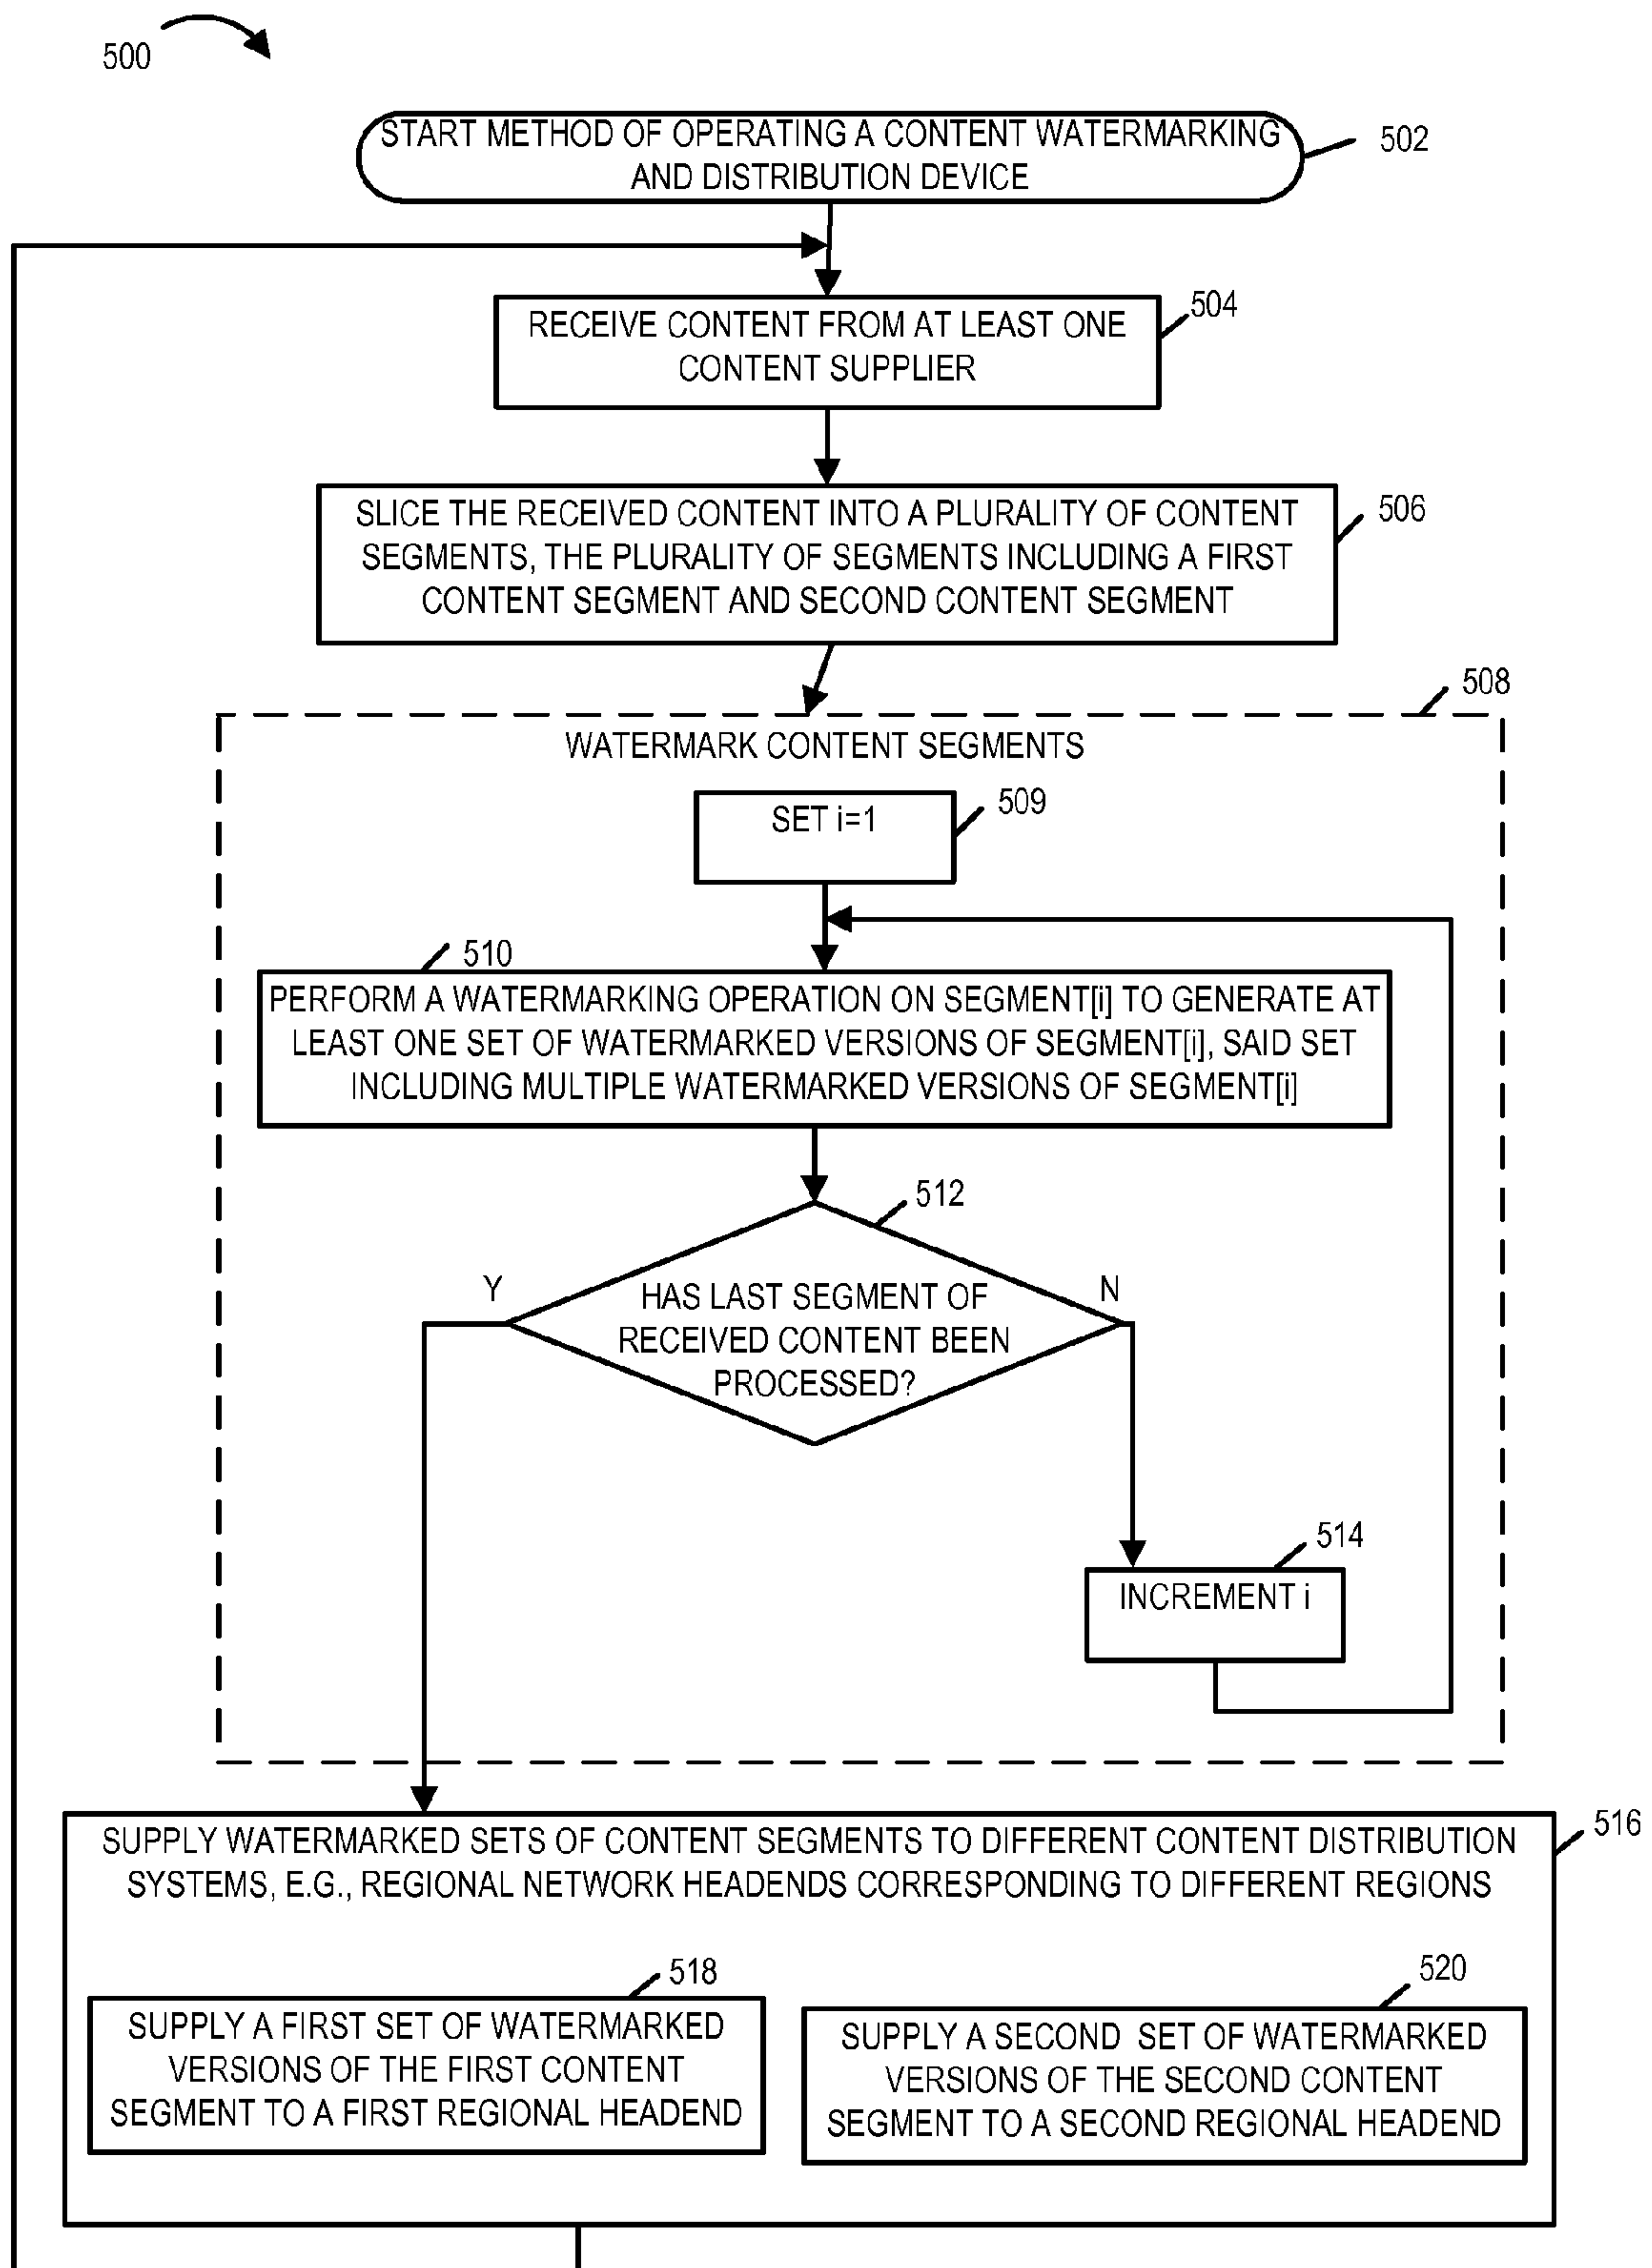 500
START METHOD OF OPERATING A CONTENT WATERMARKING
AND DISTRIBUTION DEVICE
502
RECEIVE CONTENT FROM AT LEAST ONE
CONTENT SUPPLIER
504
SLICE THE RECEIVED CONTENT INTO A PLURALITY OF CONTENT
SEGMENTS, THE PLURALITY OF SEGMENTS INCLUDING A FIRST
CONTENT SEGMENT AND SECOND CONTENT SEGMENT
506
508
WATERMARK CONTENT SEGMENTS
SET i=1
509
510
PERFORM A WATERMARKING OPERATION ON SEGMENT[i] TO GENERATE AT
LEAST ONE SET OF WATERMARKED VERSIONS OF SEGMENT[i], SAID SET
INCLUDING MULTIPLE WATERMARKED VERSIONS OF SEGMENT[i]
512
Y
N
HAS LAST SEGMENT OF
RECEIVED CONTENT BEEN
PROCESSED?
514
INCREMENT i
516
SUPPLY WATERMARKED SETS OF CONTENT SEGMENTS TO DIFFERENT CONTENT DISTRIBUTION
SYSTEMS, E.G., REGIONAL NETWORK HEADENDS CORRESPONDING TO DIFFERENT REGIONS
518
SUPPLY A FIRST SET OF WATERMARKED
VERSIONS OF THE FIRST CONTENT
SEGMENT TO A FIRST REGIONAL HEADEND
520
SUPPLY A SECOND SET OF WATERMARKED
VERSIONS OF THE SECOND CONTENT
SEGMENT TO A SECOND REGIONAL HEADEND